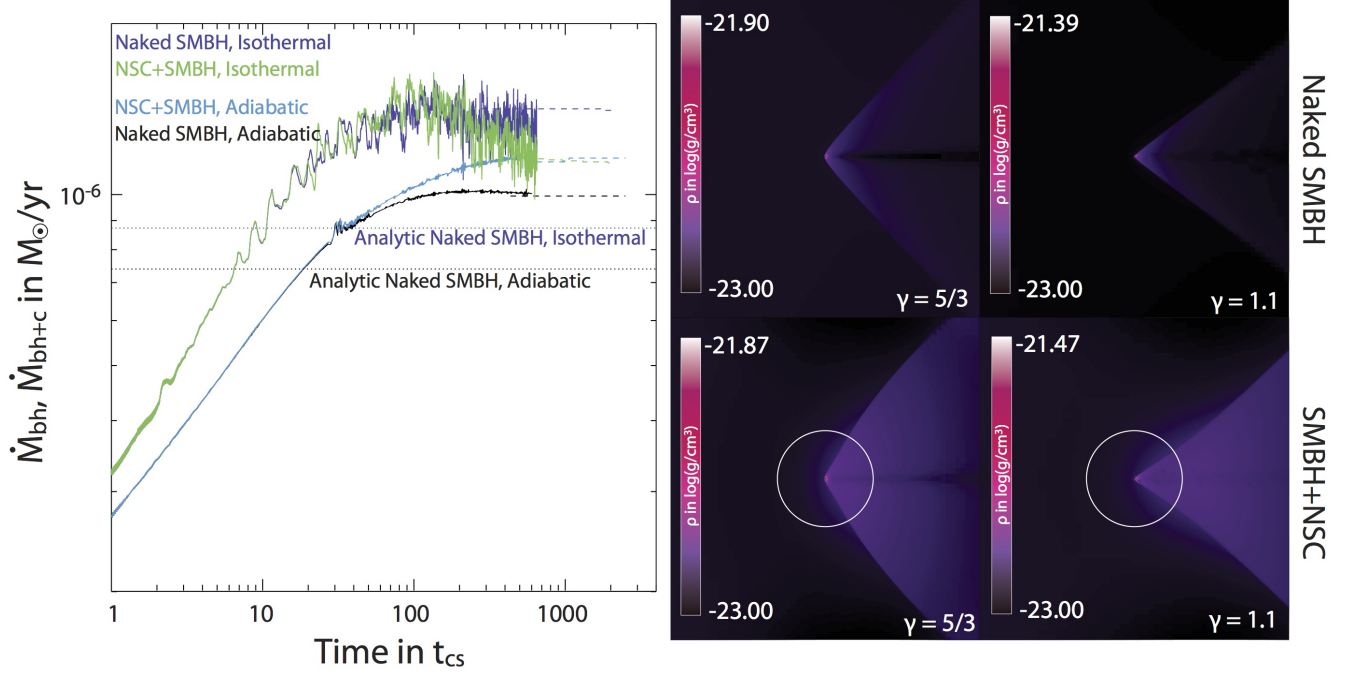 Naked SMBH, Isothermal
NSC+SMBH, Isothermal
NSC+SMBH, Adiabatic
Naked SMBH, Adiabatic
10⁻⁶
Analytic Naked SMBH, Isothermal
Analytic Naked SMBH, Adiabatic
Ṁbh, Ṁbh+c in M☉/yr
1 10 100 1000
Time in tcs
-21.90
ρ in log(g/cm³)
-23.00
γ = 5/3
-21.39
ρ in log(g/cm³)
-23.00
γ = 1.1
Naked SMBH
-21.87
ρ in log(g/cm³)
-23.00
γ = 5/3
-21.47
ρ in log(g/cm³)
-23.00
γ = 1.1
SMBH+NSC